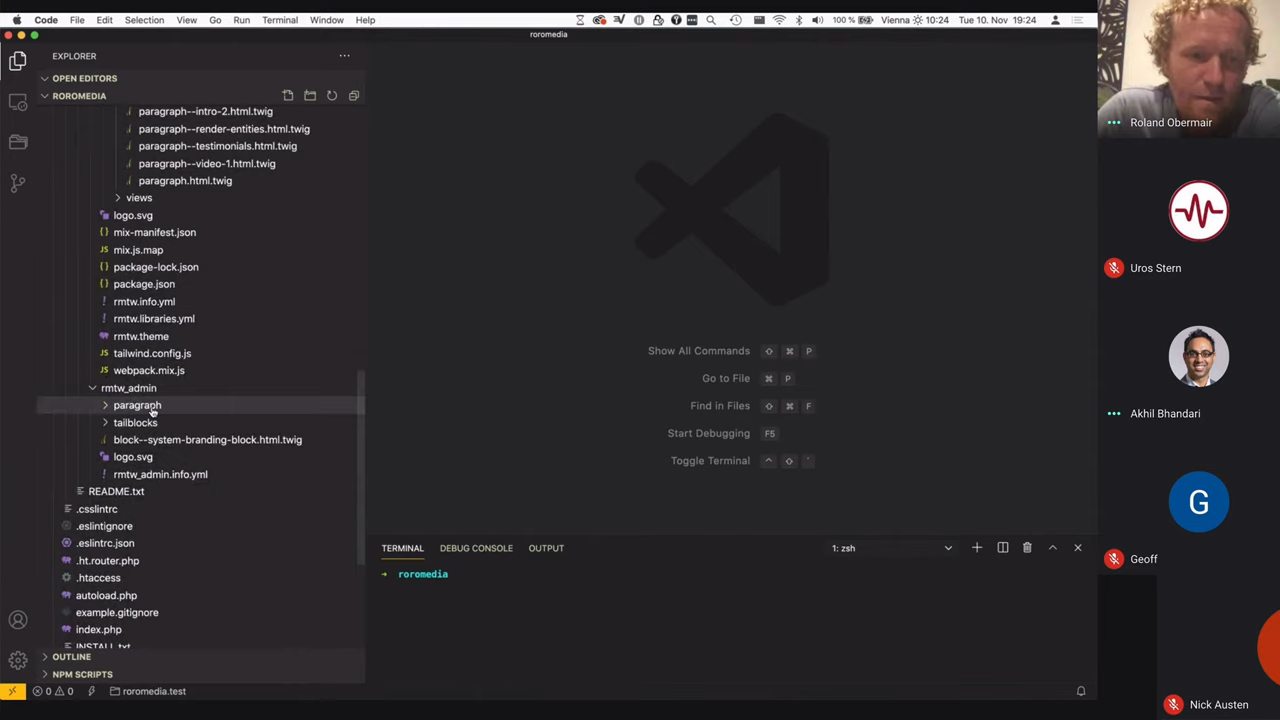 Code File Edit Selection View Go Run Terminal Window Help
100 % Vienna 10:24 Tue 10. Nov 19:24
roromedia
EXPLORER
OPEN EDITORS
ROROMEDIA
paragraph--intro-2.html.twig
paragraph--render-entities.html.twig
paragraph--testimonials.html.twig
paragraph--video-1.html.twig
paragraph.html.twig
views
logo.svg
mix-manifest.json
mix.js.map
package-lock.json
package.json
rmtw.info.yml
rmtw.libraries.yml
rmtw.theme
tailwind.config.js
webpack.mix.js
rmtw_admin
paragraph
tailblocks
block--system-branding-block.html.twig
logo.svg
rmtw_admin.info.yml
README.txt
.csslintrc
.eslintignore
.eslintrc.json
.ht.router.php
.htaccess
autoload.php
example.gitignore
index.php
INSTALL.txt
OUTLINE
NPM SCRIPTS
0 0 roromedia.test
Show All Commands ⇧ ⌘ P
Go to File ⌘ P
Find in Files ⇧ ⌘ F
Start Debugging F5
Toggle Terminal ^ ⇧ `
TERMINAL DEBUG CONSOLE OUTPUT 1: zsh
→ roromedia
Roland Obermair
Uros Stern
Akhil Bhandari
G
Geoff
Nick Austen